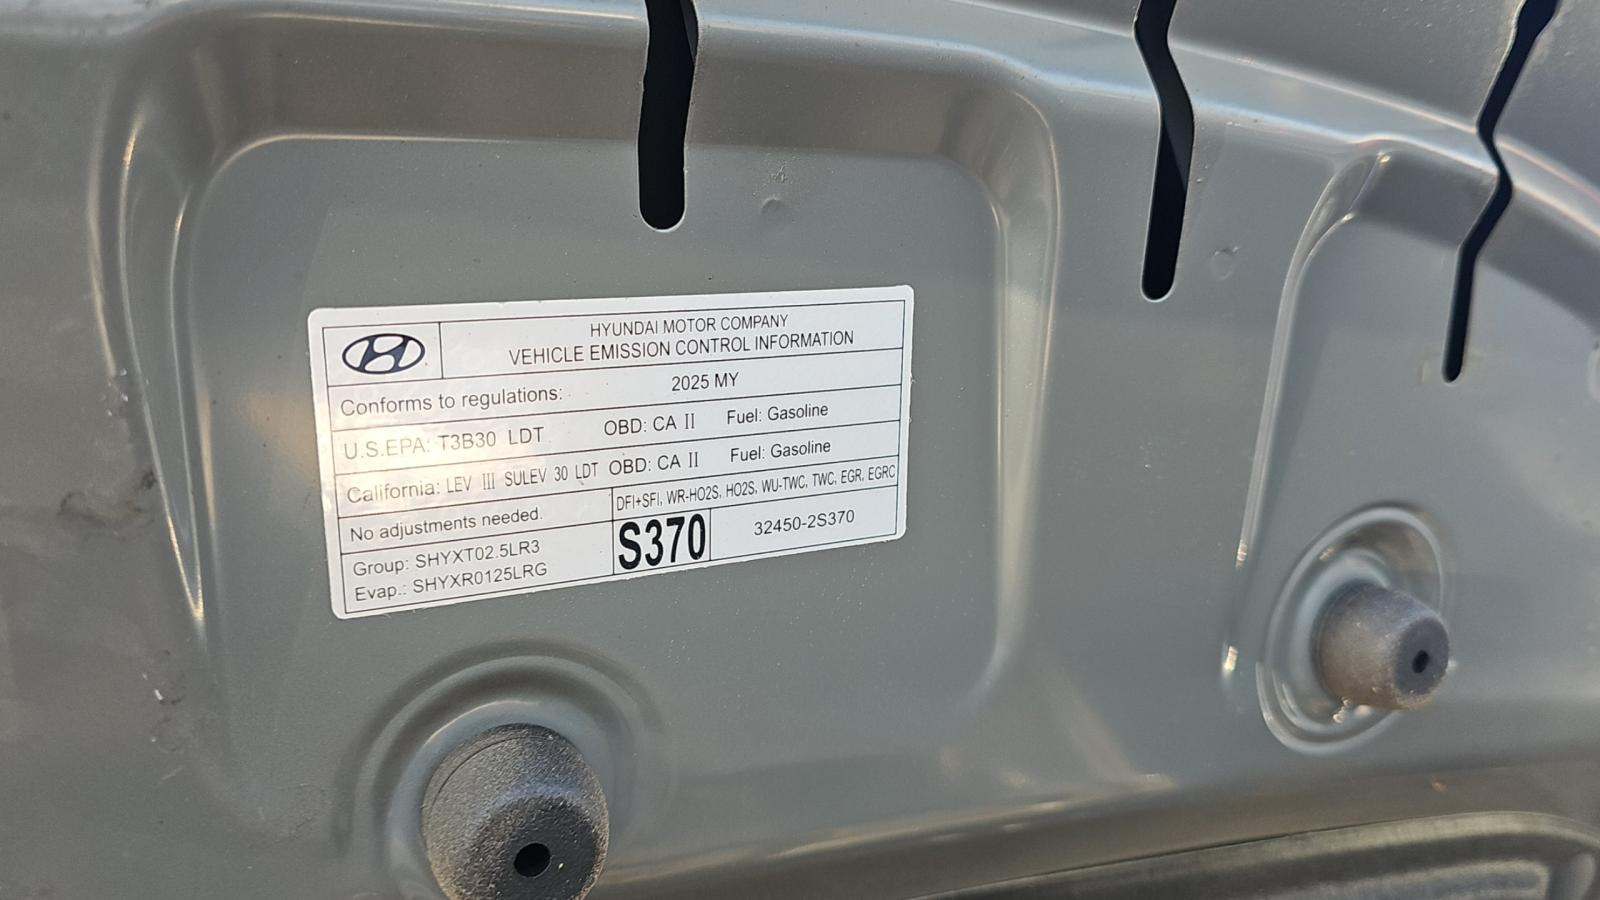 HYUNDAI MOTOR COMPANY
VEHICLE EMISSION CONTROL INFORMATION
Conforms to regulations: 2025 MY
U.S.EPA: T3B30 LDT OBD: CA II Fuel: Gasoline
California: LEV III SULEV 30 LDT OBD: CA II Fuel: Gasoline
No adjustments needed. DFI+SFI, WR-HO2S, HO2S, WU-TWC, TWC, EGR, EGRC
Group: SHYXT02.5LR3
Evap.: SHYXR0125LRG
S370
32450-2S370